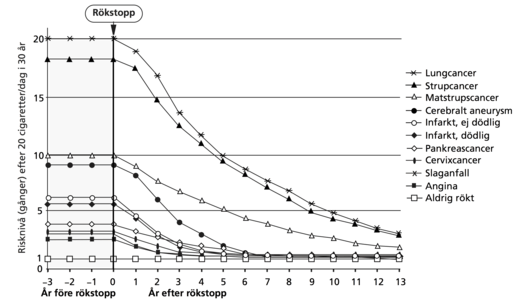 Rökstopp
Risknivå (gånger) efter 20 cigaretter/dag i 30 år
20
15
10
5
1
0
Lungcancer
Strupcancer
Matstrupscancer
Cerebralt aneurysm
Infarkt, ej dödlig
Infarkt, dödlig
Pankreascancer
Cervixcancer
Slaganfall
Angina
Aldrig rökt
–3 –2 –1 0 1 2 3 4 5 6 7 8 9 10 11 12 13
År före rökstopp År efter rökstopp